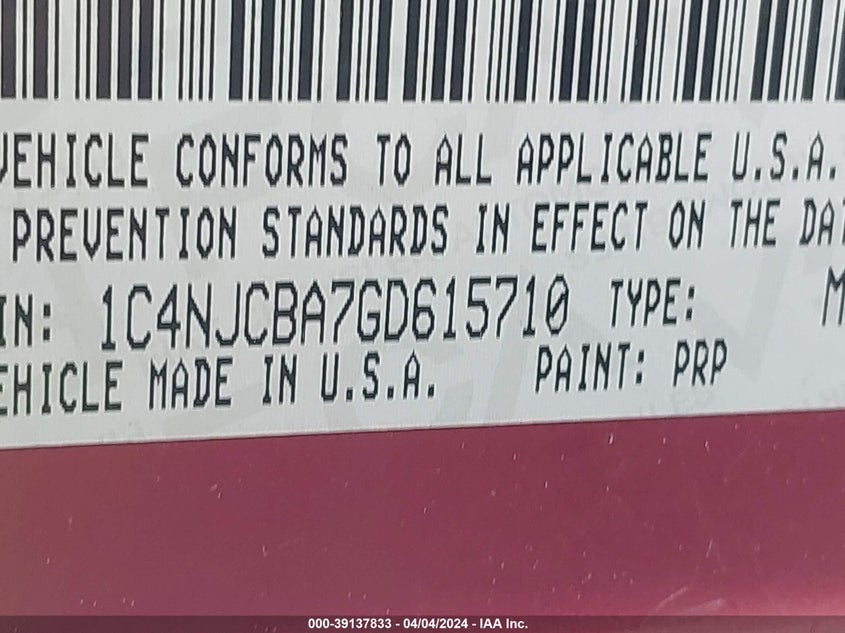 VEHICLE CONFORMS TO ALL APPLICABLE U.S.A.
PREVENTION STANDARDS IN EFFECT ON THE DAT
IN: 1C4NJCBA7GD615710 TYPE: M
EHICLE MADE IN U.S.A. PAINT: PRP
000-39137833 - 04/04/2024 - IAA Inc.